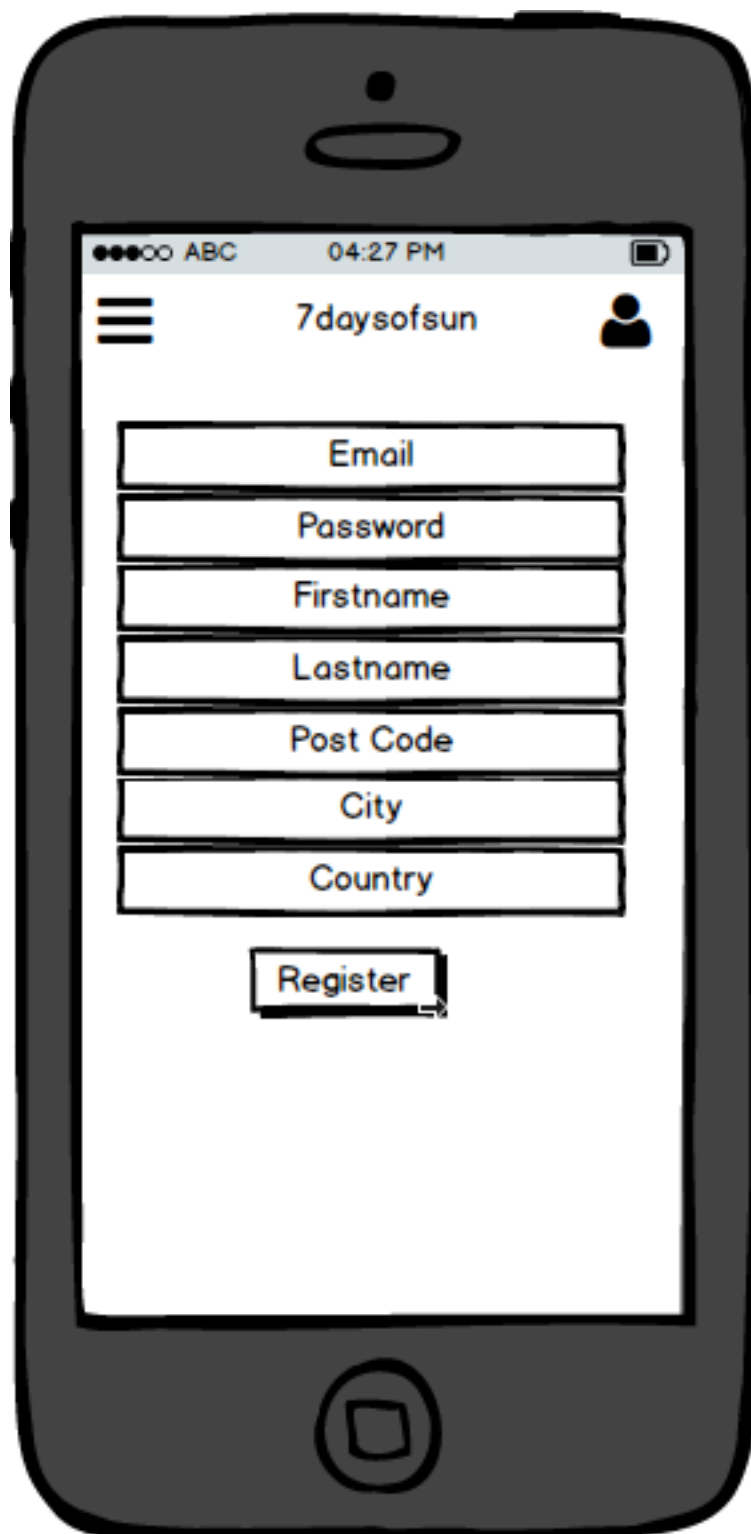 ABC 04:27 PM
7daysofsun
Email
Password
Firstname
Lastname
Post Code
City
Country
Register